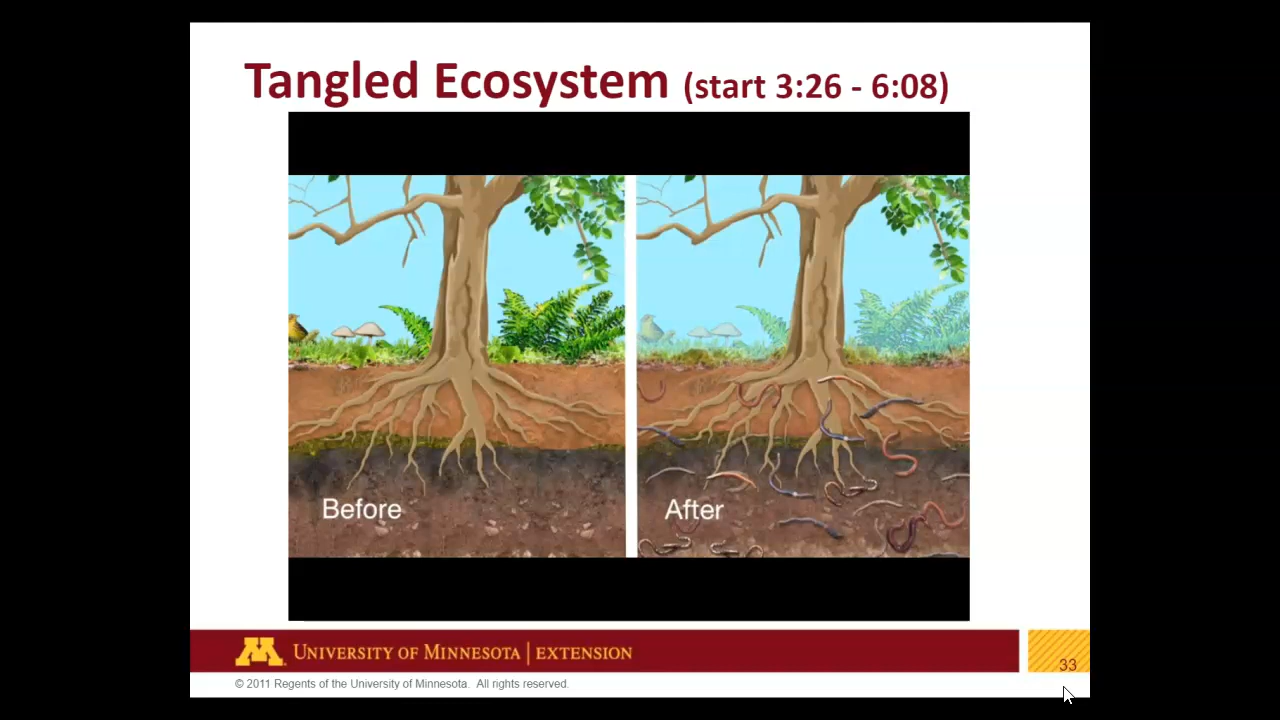 Tangled Ecosystem (start 3:26 - 6:08)
Before
After
UNIVERSITY OF MINNESOTA | EXTENSION
33
© 2011 Regents of the University of Minnesota. All rights reserved.